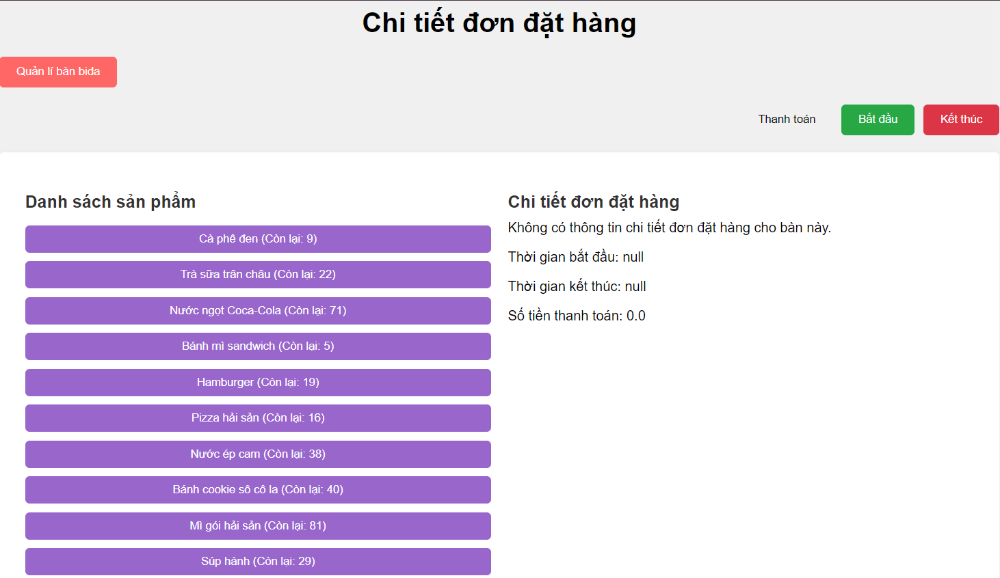 Chi tiết đơn đặt hàng
Quản lí bàn bida
Thanh toán
Bắt đầu
Kết thúc
Danh sách sản phẩm
Cà phê đen (Còn lại: 9)
Trà sữa trân châu (Còn lại: 22)
Nước ngọt Coca-Cola (Còn lại: 71)
Bánh mì sandwich (Còn lại: 5)
Hamburger (Còn lại: 19)
Pizza hải sản (Còn lại: 16)
Nước ép cam (Còn lại: 38)
Bánh cookie sô cô la (Còn lại: 40)
Mì gói hải sản (Còn lại: 81)
Súp hành (Còn lại: 29)
Chi tiết đơn đặt hàng
Không có thông tin chi tiết đơn đặt hàng cho bàn này.
Thời gian bắt đầu: null
Thời gian kết thúc: null
Số tiền thanh toán: 0.0